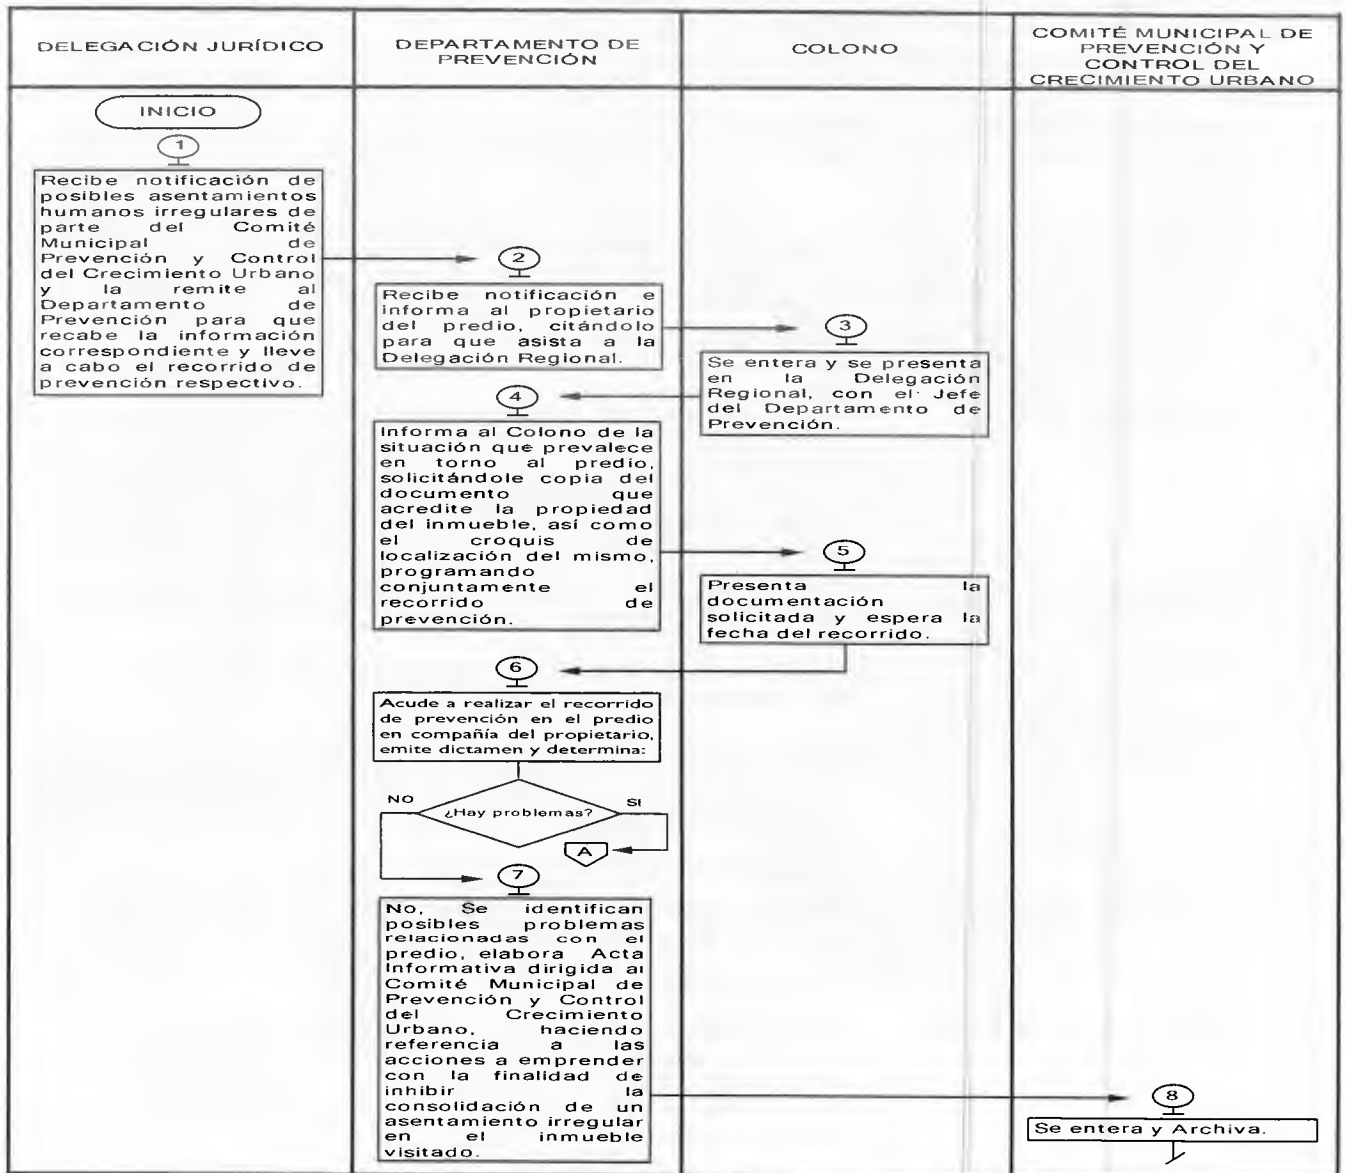 DELEGACIÓN JURÍDICO
DEPARTAMENTO DE
PREVENCIÓN
COLONO
COMITÉ MUNICIPAL DE
PREVENCIÓN Y
CONTROL DEL
CRECIMIENTO URBANO
INICIO
1
Recibe notificación de
posibles asentamientos
humanos irregulares de
parte del Comité
Municipal de
Prevención y Control
del Crecimiento Urbano
y la remite al
Departamento de
Prevención para que
recabe la información
correspondiente y lleve
a cabo el recorrido de
prevención respectivo.
2
Recibe notificación e
informa al propietario
del predio, citándolo
para que asista a la
Delegación Regional.
3
Se entera y se presenta
en la Delegación
Regional, con el Jefe
del Departamento de
Prevención.
4
Informa al Colono de la
situación que prevalece
en torno al predio,
solicitándole copia del
documento que
acredite la propiedad
del inmueble, así como
el croquis de
localización del mismo,
programando
conjuntamente el
recorrido de
prevención.
5
Presenta la
documentación
solicitada y espera la
fecha del recorrido.
6
Acude a realizar el recorrido
de prevención en el predio
en compañía del propietario,
emite dictamen y determina:
NO
¿Hay problemas?
SI
A
7
No, Se identifican
posibles problemas
relacionadas con el
predio, elabora Acta
Informativa dirigida al
Comité Municipal de
Prevención y Control
del Crecimiento
Urbano, haciendo
referencia a las
acciones a emprender
con la finalidad de
inhibir la
consolidación de un
asentamiento irregular
en el inmueble
visitado.
8
Se entera y Archiva.